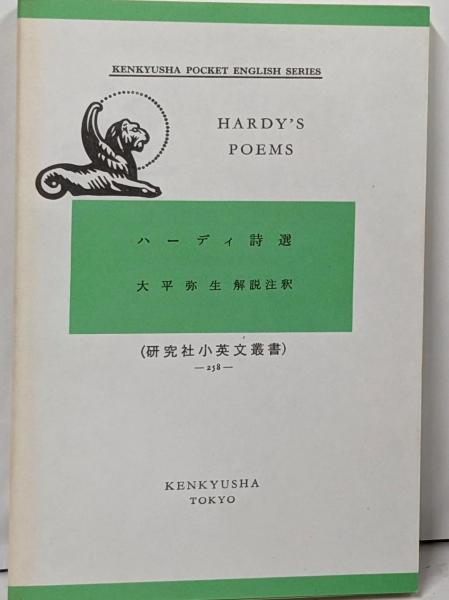 KENKYUSHA POCKET ENGLISH SERIES
HARDY'S
POEMS
ハーディ詩選
大平弥生 解説注釈
(研究社小英文叢書)
—258—
KENKYUSHA
TOKYO